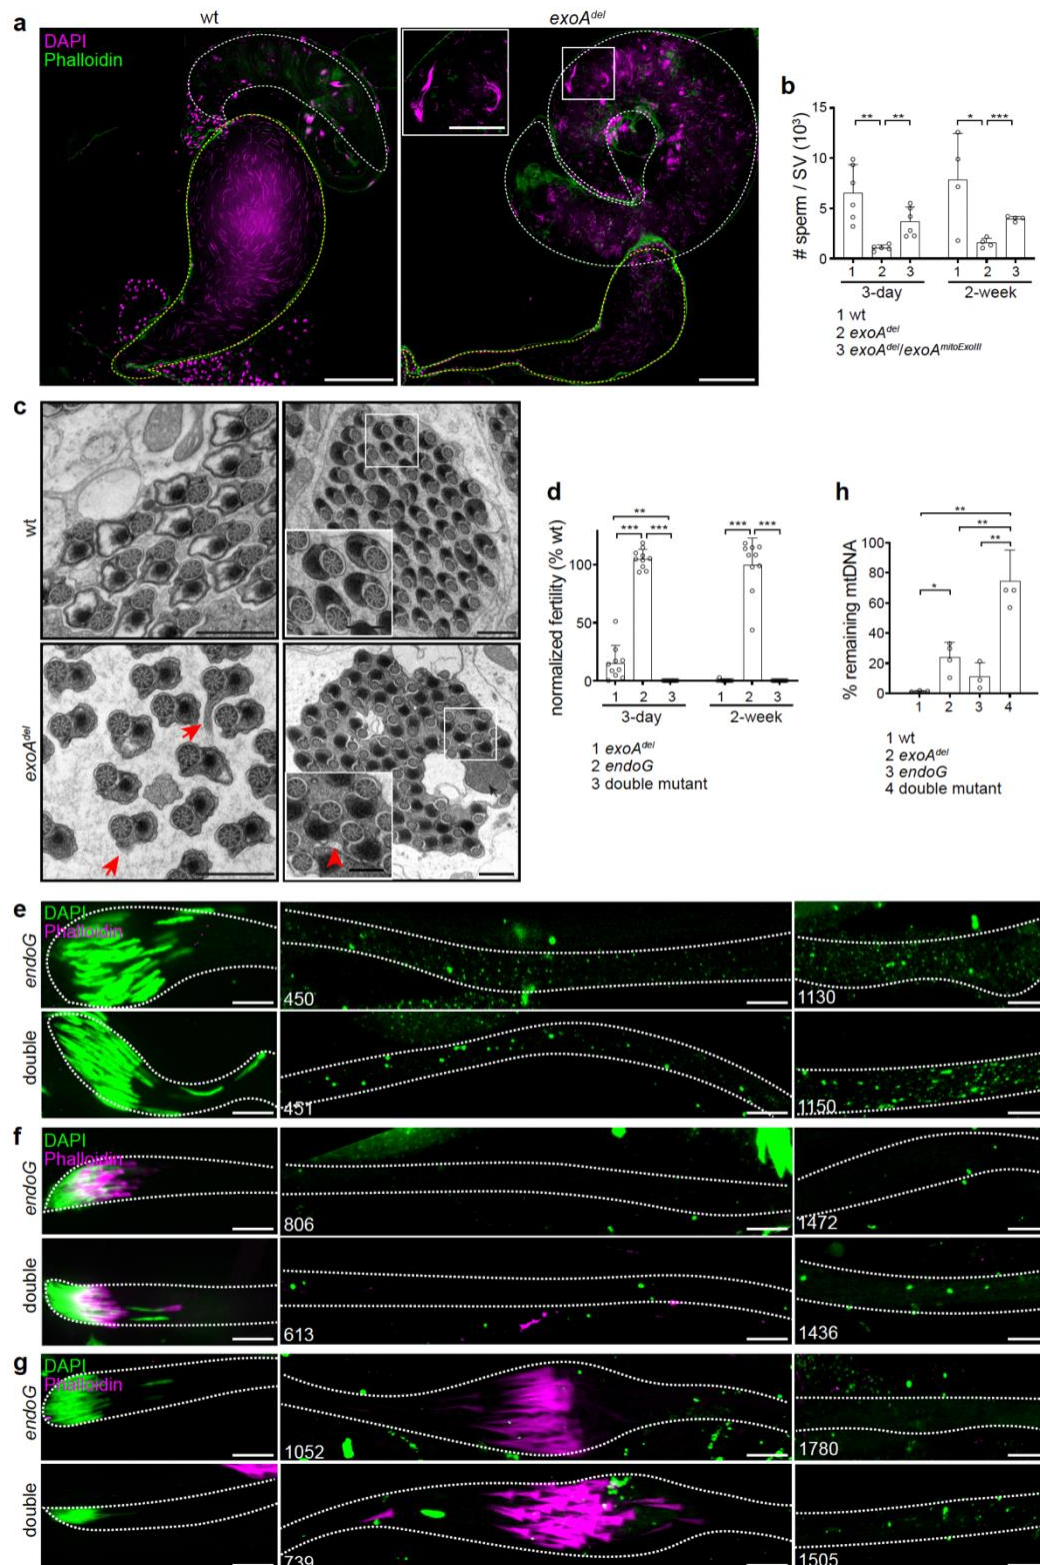 a
wt
exoA^del
DAPI
Phalloidin
b
# sperm / SV (10³)
15
10
5
0
** ** * ***
1 2 3 1 2 3
3-day 2-week
1 wt
2 exoA^del
3 exoA^del/exoA^mitoExoIII
c
wt
exoA^del
d
normalized fertility (% wt)
100
50
0
**
*** *** *** ***
1 2 3 1 2 3
3-day 2-week
1 exoA^del
2 endoG
3 double mutant
h
% remaining mtDNA
100
80
60
40
20
0
**
**
**
*
1 2 3 4
1 wt
2 exoA^del
3 endoG
4 double mutant
e
DAPI
Phalloidin
endoG
450
1130
double
451
1150
f
DAPI
Phalloidin
endoG
806
1472
double
613
1436
g
DAPI
Phalloidin
endoG
1052
1780
double
739
1505